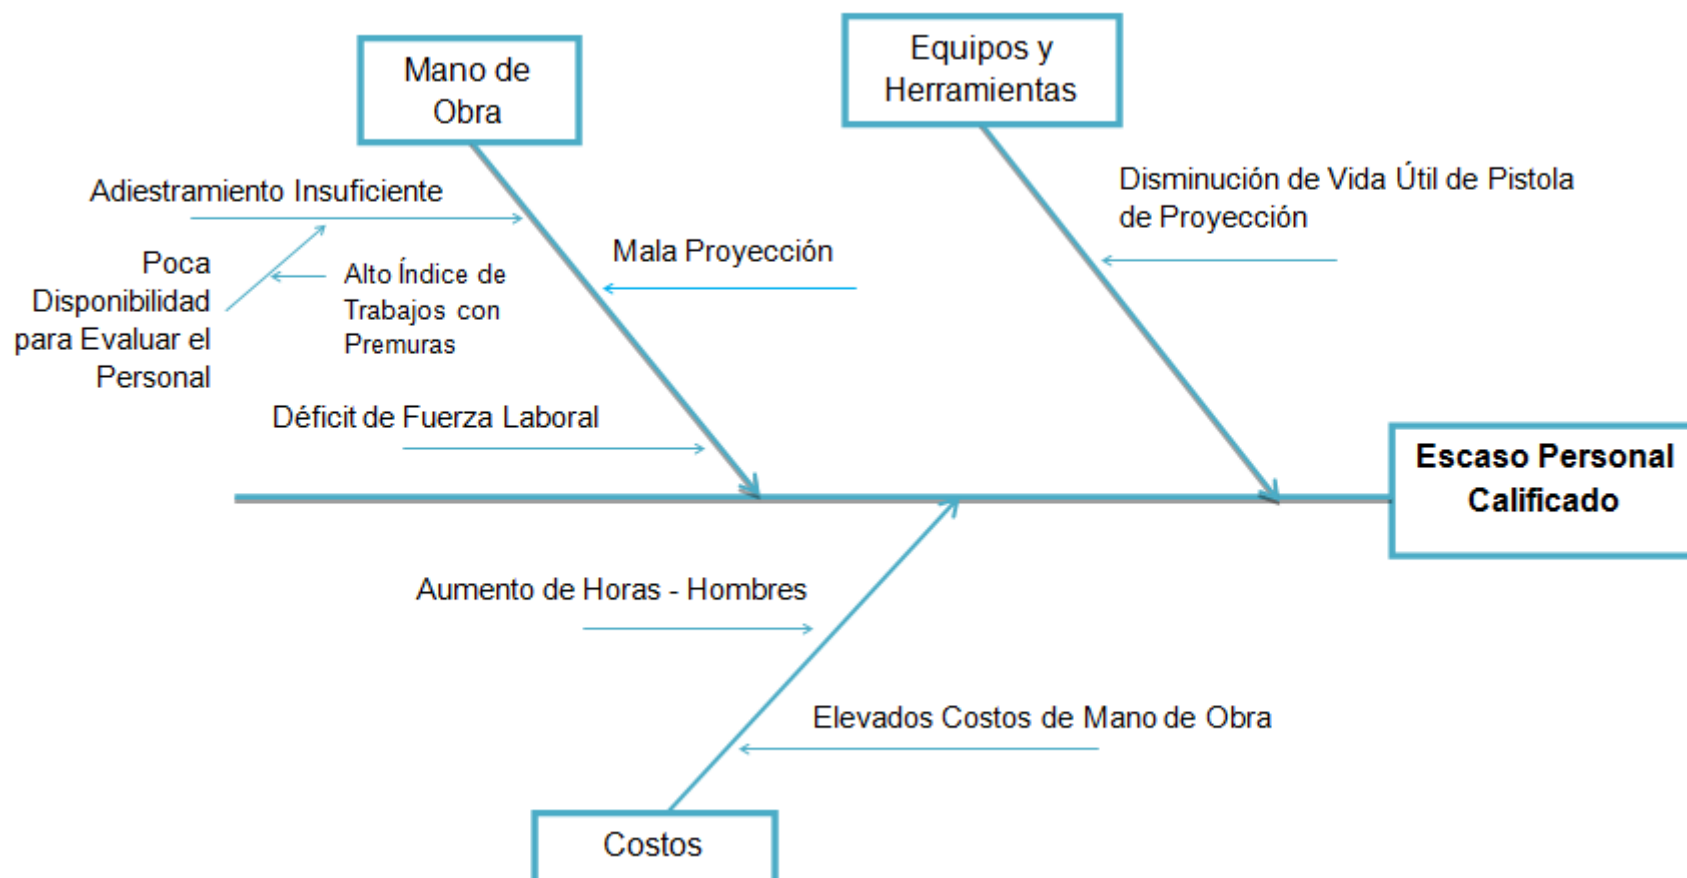 Mano de
Obra
Equipos y
Herramientas
Adiestramiento Insuficiente
Disminución de Vida Útil de Pistola
de Proyección
Mala Proyección
Poca
Disponibilidad
para Evaluar el
Personal
Alto Índice de
Trabajos con
Premuras
Déficit de Fuerza Laboral
Escaso Personal
Calificado
Aumento de Horas - Hombres
Elevados Costos de Mano de Obra
Costos